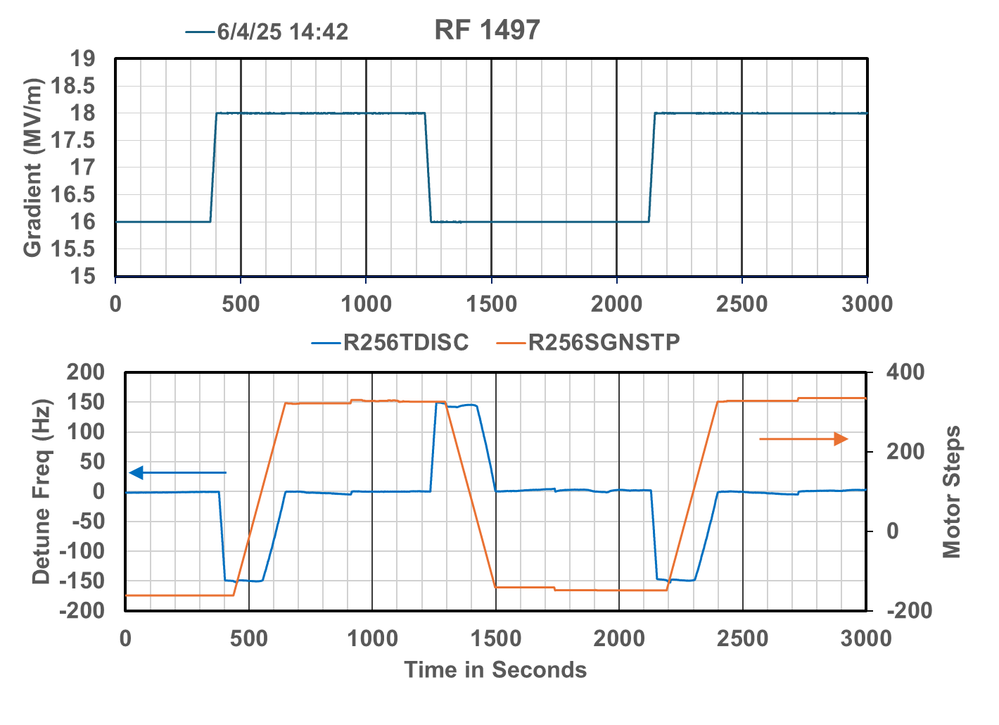 6/4/25 14:42 RF 1497
Gradient (MV/m)
19
18.5
18
17.5
17
16.5
16
15.5
15
0 500 1000 1500 2000 2500 3000
R256TDISC R256SGNSTP
Detune Freq (Hz)
200
150
100
50
0
-50
-100
-150
-200
400
200
0
-200
Motor Steps
0 500 1000 1500 2000 2500 3000
Time in Seconds